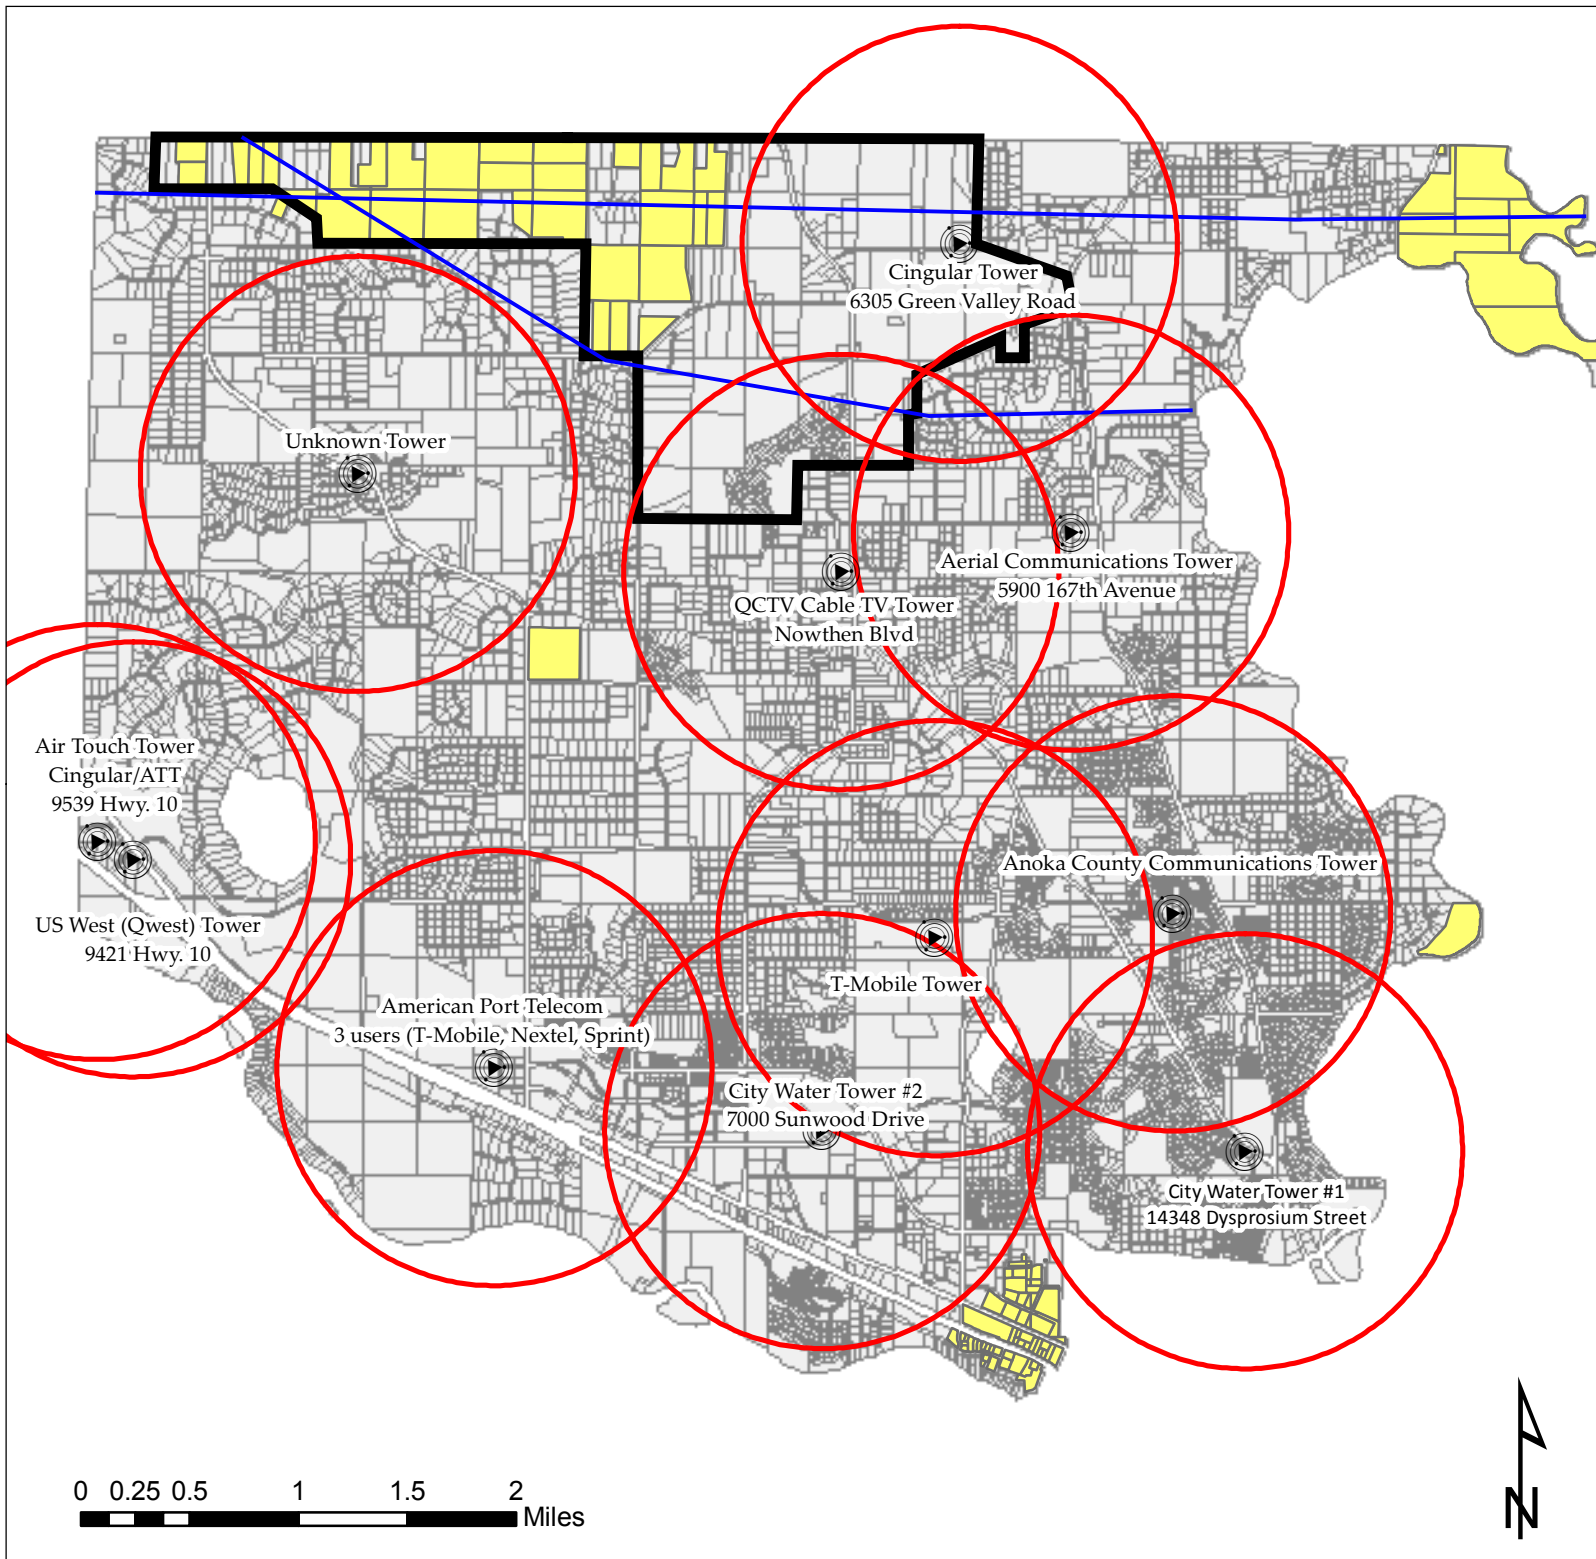 Cingular Tower
6305 Green Valley Road
Unknown Tower
Aerial Communications Tower
5900 167th Avenue
QCTV Cable TV Tower
Nowthen Blvd
Air Touch Tower
Cingular/ATT
9539 Hwy. 10
Anoka County Communications Tower
US West (Qwest) Tower
9421 Hwy. 10
T-Mobile Tower
American Port Telecom
3 users (T-Mobile, Nextel, Sprint)
City Water Tower #2
7000 Sunwood Drive
City Water Tower #1
14348 Dysprosium Street
0 0.25 0.5 1 1.5 2
Miles
N